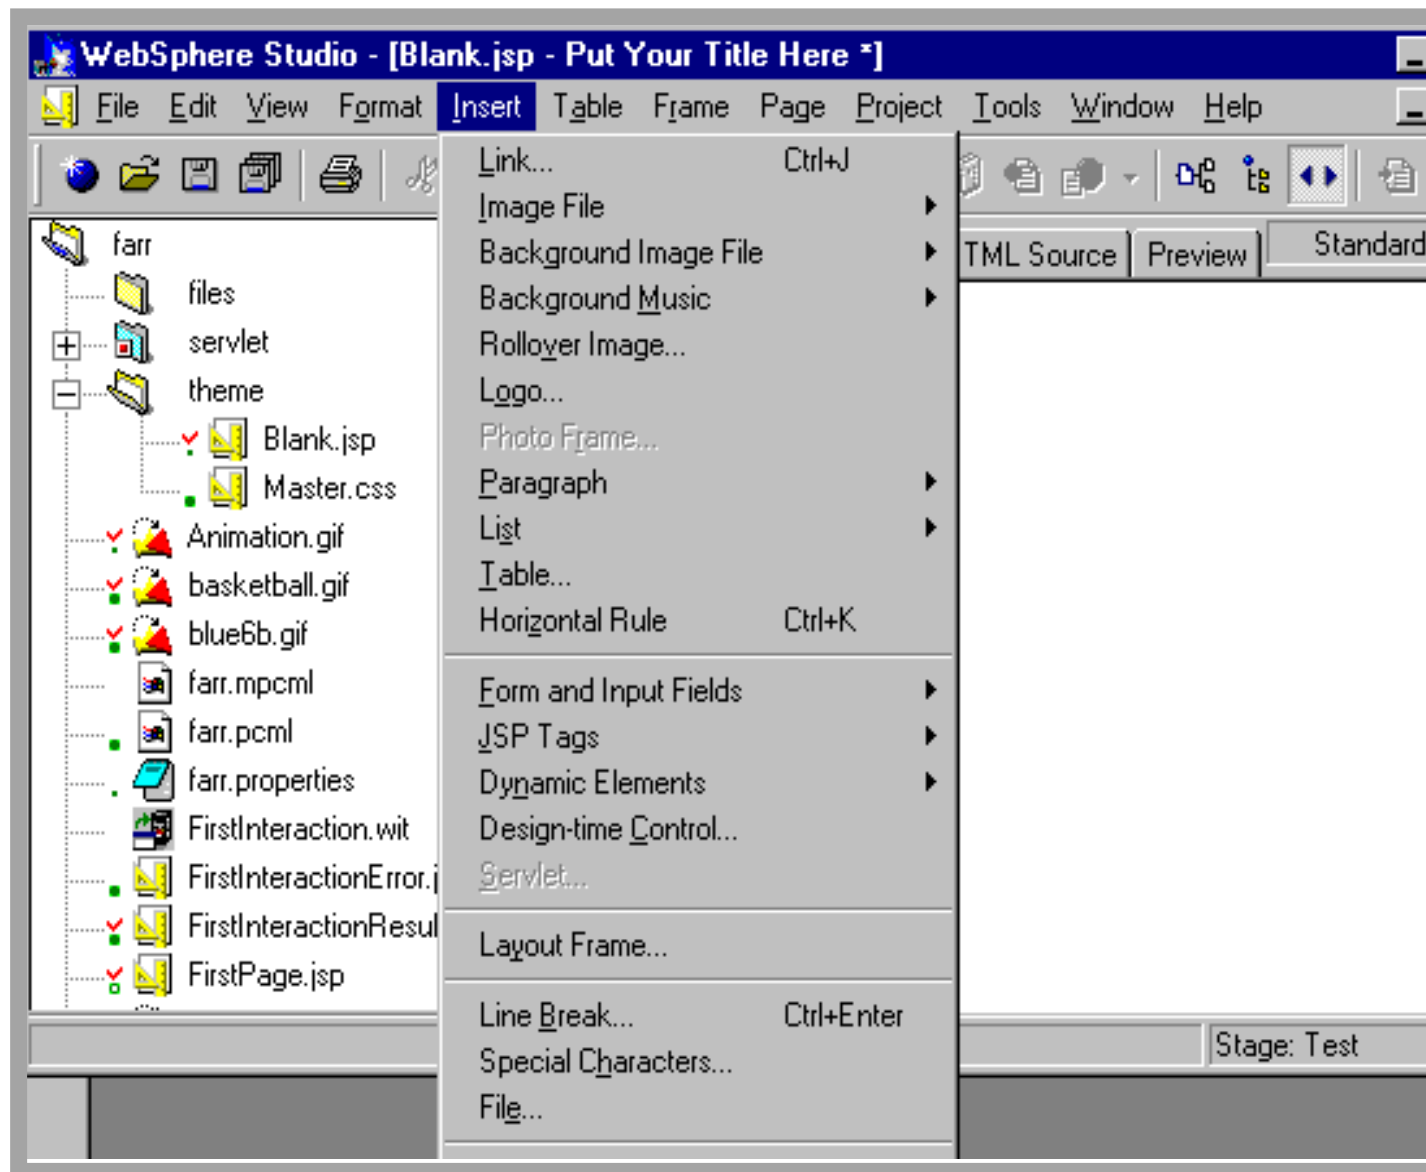 WebSphere Studio - [Blank.jsp - Put Your Title Here *]
File Edit View Format Insert Table Frame Page Project Tools Window Help
Link... Ctrl+J
Image File
Background Image File
Background Music
Rollover Image...
Logo...
Photo Frame...
Paragraph
List
Table...
Horizontal Rule Ctrl+K
Form and Input Fields
JSP Tags
Dynamic Elements
Design-time Control...
Servlet...
Layout Frame...
Line Break... Ctrl+Enter
Special Characters...
File...
farr
files
servlet
theme
Blank.jsp
Master.css
Animation.gif
basketball.gif
blue6b.gif
farr.mpcml
farr.pcml
farr.properties
FirstInteraction.wit
FirstInteractionError.j
FirstInteractionResul
FirstPage.jsp
TML Source Preview Standard
Stage: Test